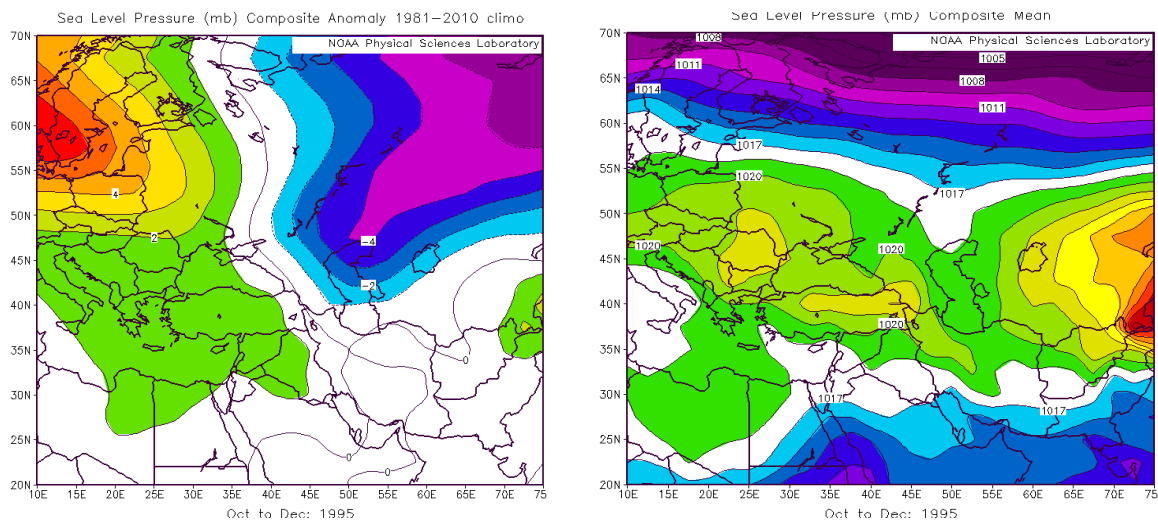 Sea Level Pressure (mb) Composite Anomaly 1981−2010 climo
NOAA Physical Sciences Laboratory
70N
65N
60N
55N
50N
45N
40N
35N
30N
25N
20N
4
2
−4
−2
0
0
0
0
10E 15E 20E 25E 30E 35E 40E 45E 50E 55E 60E 65E 70E 75
Oct to Dec: 1995
Sea Level Pressure (mb) Composite Mean
NOAA Physical Sciences Laboratory
70N
65N
60N
55N
50N
45N
40N
35N
30N
25N
20N
1008
1005
1011
1008
1014
1011
1017
1020
1017
1020
1020
1020
1017
1017
10E 15E 20E 25E 30E 35E 40E 45E 50E 55E 60E 65E 70E 75
Oct to Dec: 1995